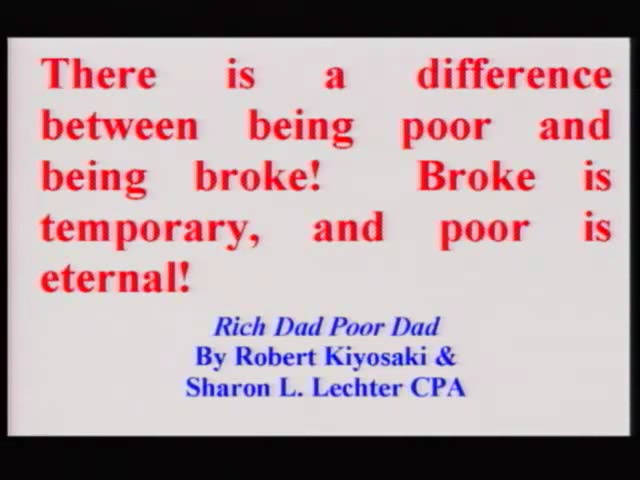 There is a difference
between being poor and
being broke! Broke is
temporary, and poor is
eternal!
Rich Dad Poor Dad
By Robert Kiyosaki &
Sharon L. Lechter CPA